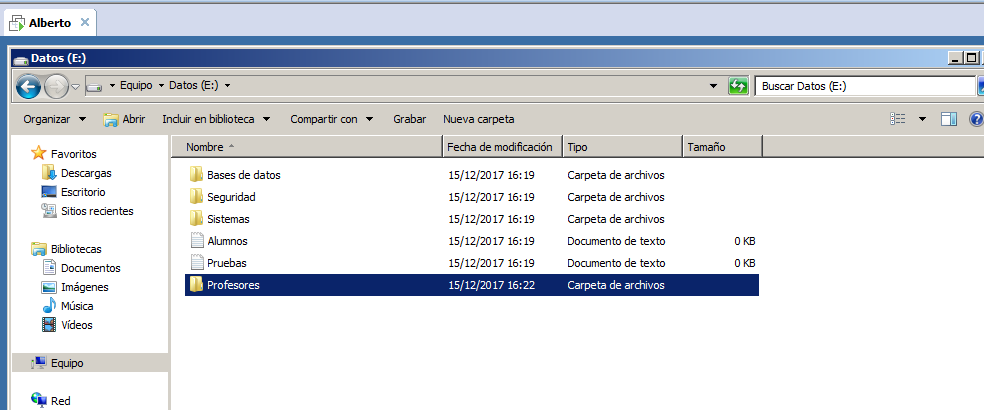 Alberto
Datos (E:)
Equipo Datos (E:) Buscar Datos (E:)
Organizar Abrir Incluir en biblioteca Compartir con Grabar Nueva carpeta
Nombre Fecha de modificación Tipo Tamaño
Favoritos
Descargas
Escritorio
Sitios recientes
Bibliotecas
Documentos
Imágenes
Música
Vídeos
Equipo
Red
Bases de datos 15/12/2017 16:19 Carpeta de archivos
Seguridad 15/12/2017 16:19 Carpeta de archivos
Sistemas 15/12/2017 16:19 Carpeta de archivos
Alumnos 15/12/2017 16:19 Documento de texto 0 KB
Pruebas 15/12/2017 16:19 Documento de texto 0 KB
Profesores 15/12/2017 16:22 Carpeta de archivos